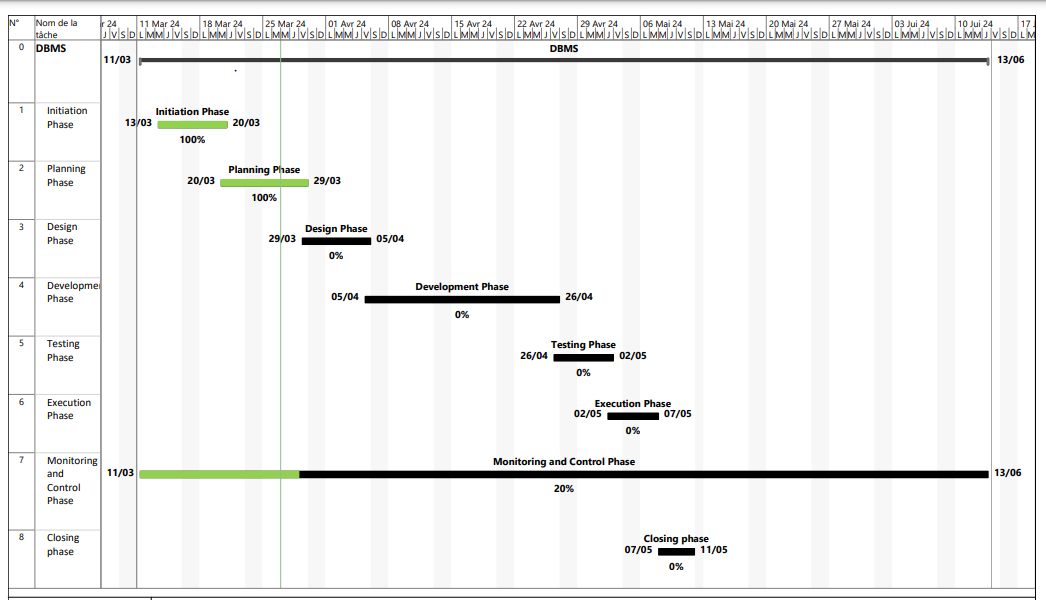 N° Nom de la tâche r 24 11 Mar 24 18 Mar 24 25 Mar 24 01 Avr 24 08 Avr 24 15 Avr 24 22 Avr 24 29 Avr 24 06 Mai 24 13 Mai 24 20 Mai 24 27 Mai 24 03 Jui 24 10 Jui 24 17 J
J V S D L M M J V S D L M M J V S D L M M J V S D L M M J V S D L M M J V S D L M M J V S D L M M J V S D L M M J V S D L M M J V S D L M M J V S D L M M J V S D L M M J V S D L M M J V S D L M M J V S D L M
0 DBMS
DBMS
11/03 13/06
1 Initiation Phase
Initiation Phase
13/03 20/03
100%
2 Planning Phase
Planning Phase
20/03 29/03
100%
3 Design Phase
Design Phase
29/03 05/04
0%
4 Developme Phase
Development Phase
05/04 26/04
0%
5 Testing Phase
Testing Phase
26/04 02/05
0%
6 Execution Phase
Execution Phase
02/05 07/05
0%
7 Monitoring and Control Phase
Monitoring and Control Phase
11/03 13/06
20%
8 Closing phase
Closing phase
07/05 11/05
0%